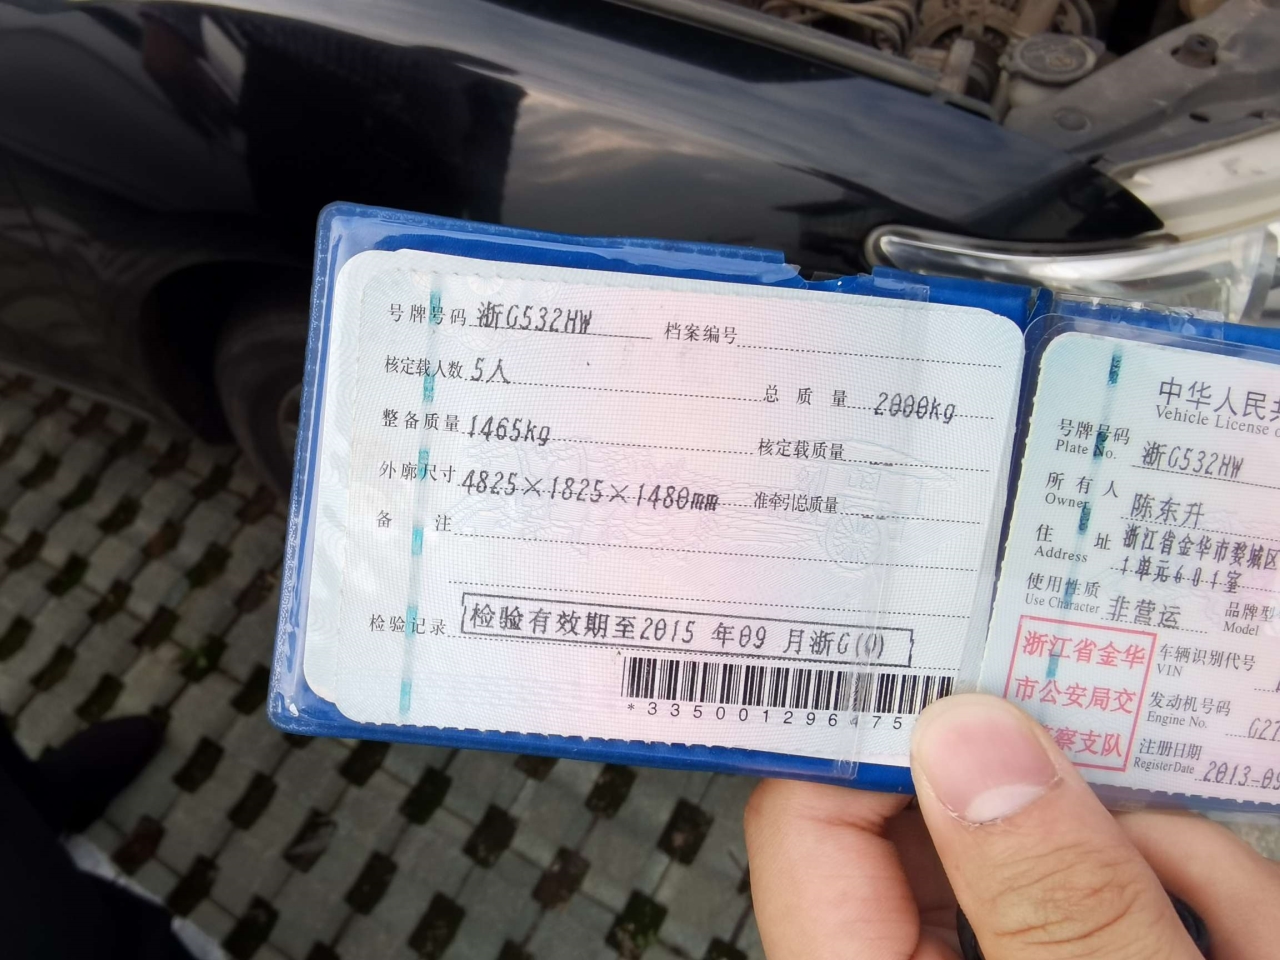 号牌号码 浙G532HW 档案编号
核定载人数 5人 总质量 2000kg
整备质量 1465kg 核定载质量 --
外廓尺寸 4825×1825×1480mm 准牵引总质量 --
备注
检验记录 检验有效期至2015年09月浙G(0)
*335001296475
中华人民
Vehicle License
号牌号码 浙G532HW
Plate No.
所有人 陈东升
Owner
住址 浙江省金华市婺城区
Address 1单元601室
使用性质 非营运 品牌型
Use Character Model
浙江省金华
市公安局交
察支队
车辆识别代号
VIN
发动机号码
Engine No.
注册日期
Register Date 2013-0